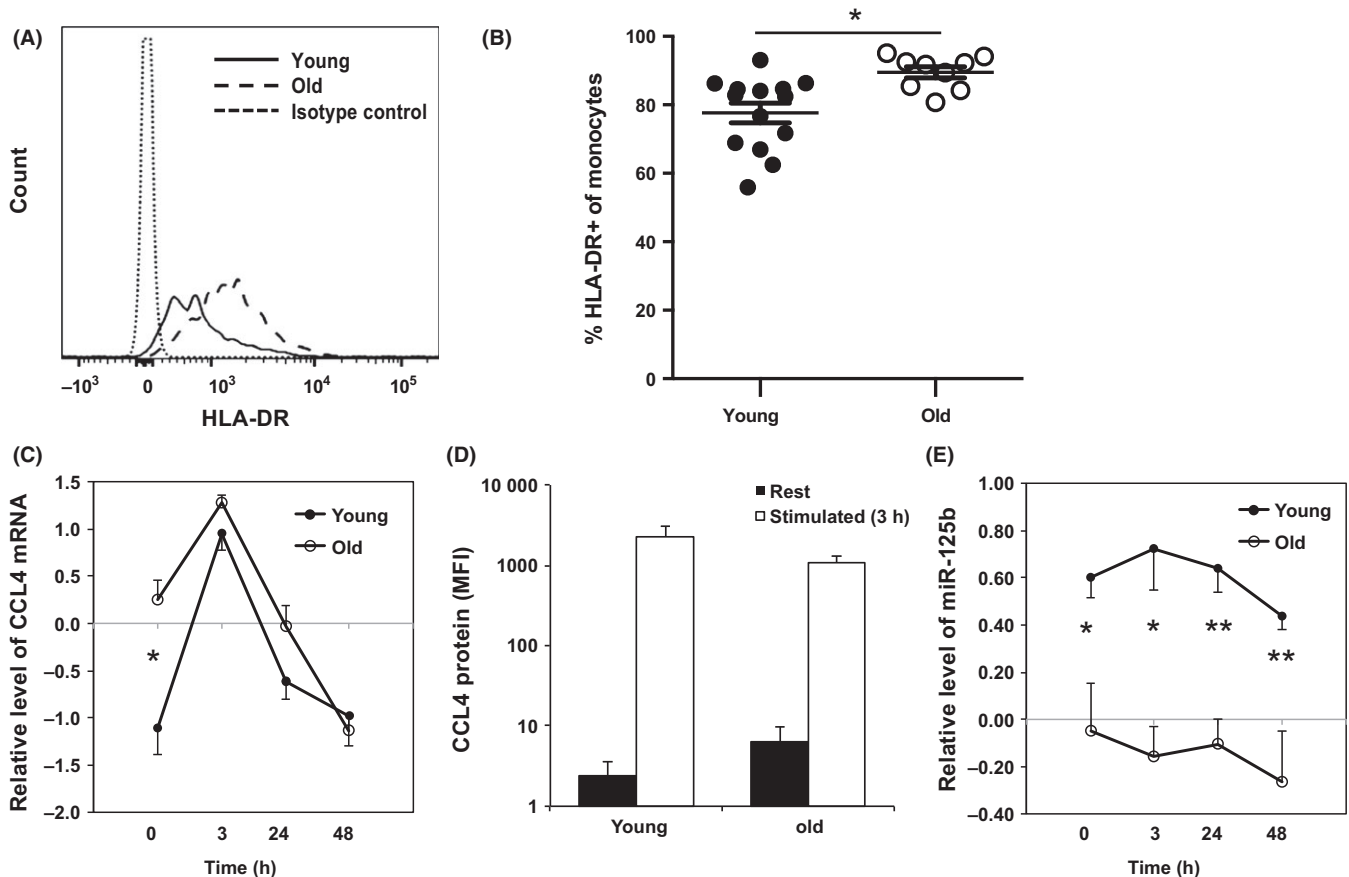 (A)
Young
Old
Isotype control
Count
–10³ 0 10³ 10⁴ 10⁵
HLA-DR
(B)
*
% HLA-DR+ of monocytes
100
80
60
40
20
0
Young Old
(C)
Relative level of CCL4 mRNA
1.5
1.0
0.5
0.0
–0.5
–1.0
–1.5
–2.0
Young
Old
*
0 3 24 48
Time (h)
(D)
CCL4 protein (MFI)
10 000
1000
100
10
1
Rest
Stimulated (3 h)
Young old
(E)
Relative level of miR-125b
1.00
0.80
0.60
0.40
0.20
0.00
–0.20
–0.40
Young
Old
* * ** **
0 3 24 48
Time (h)